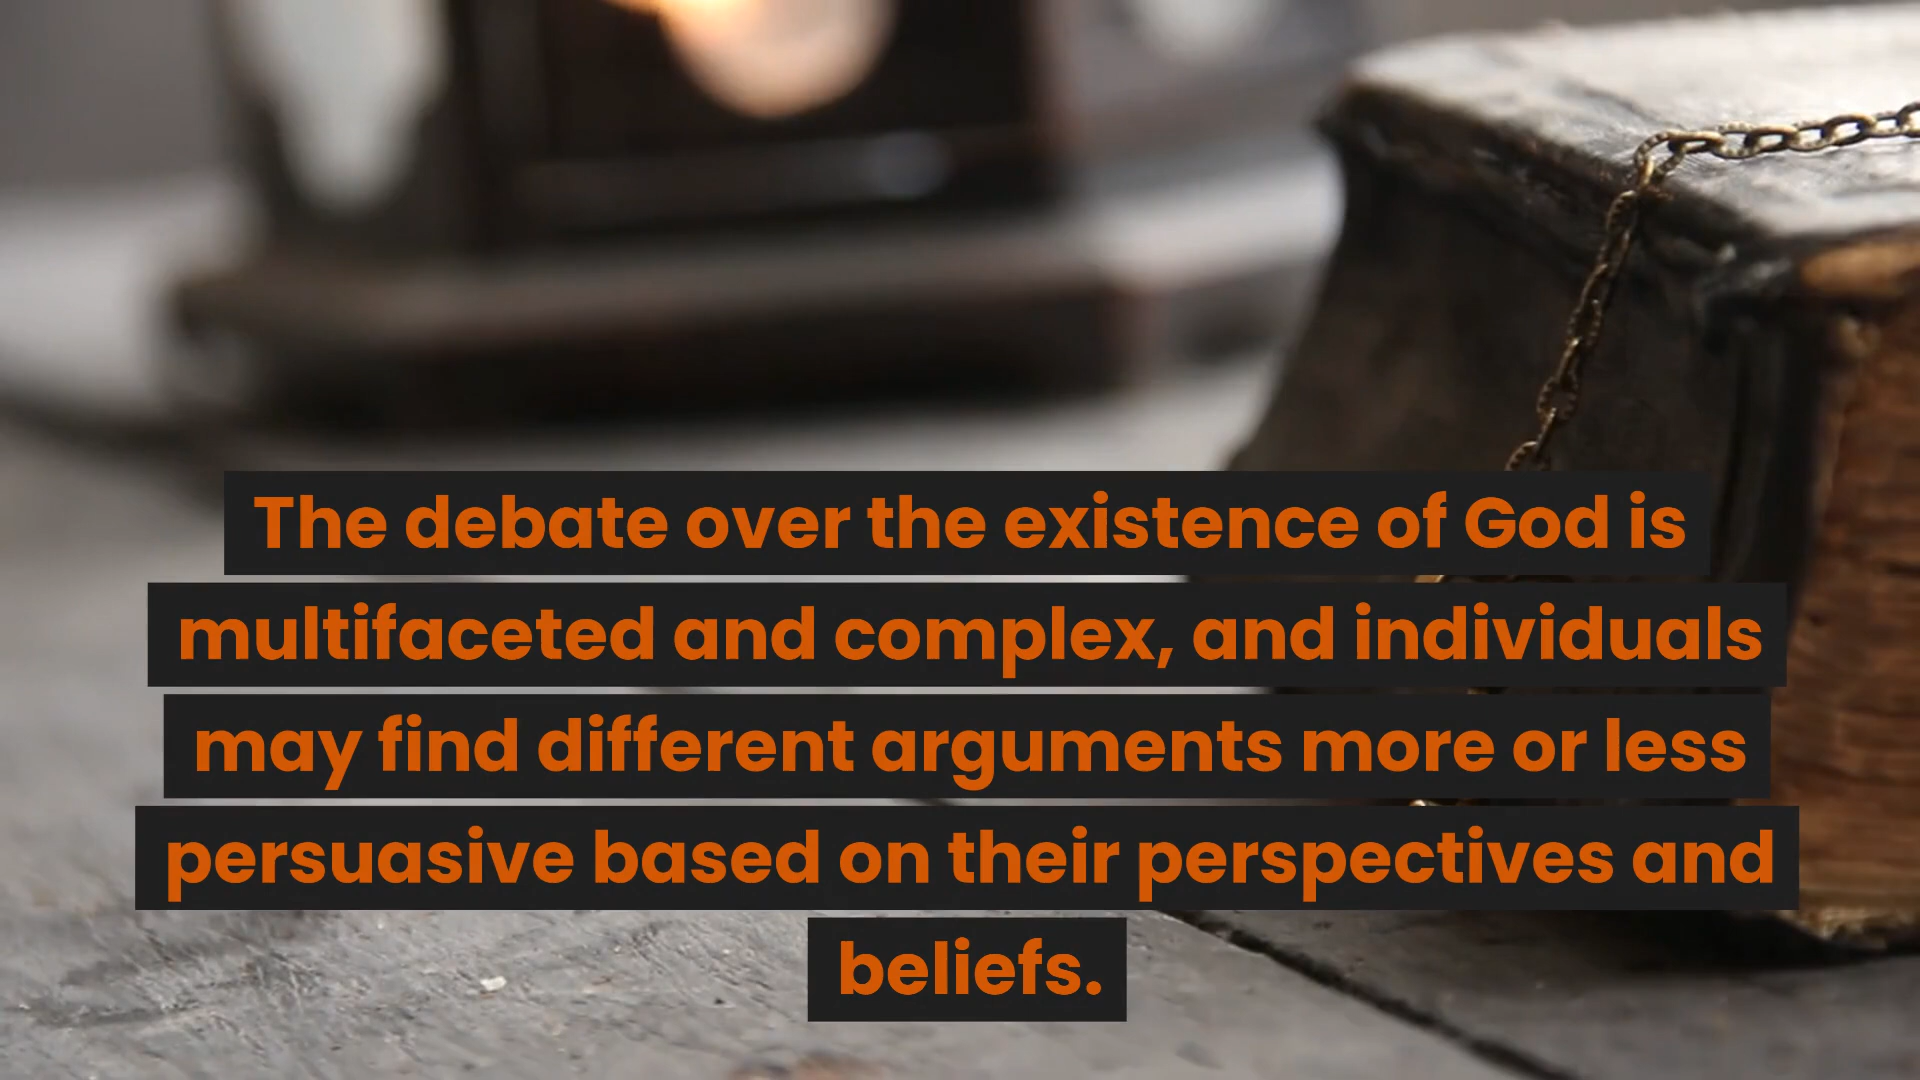 The debate over the existence of God is
multifaceted and complex, and individuals
may find different arguments more or less
persuasive based on their perspectives and
beliefs.